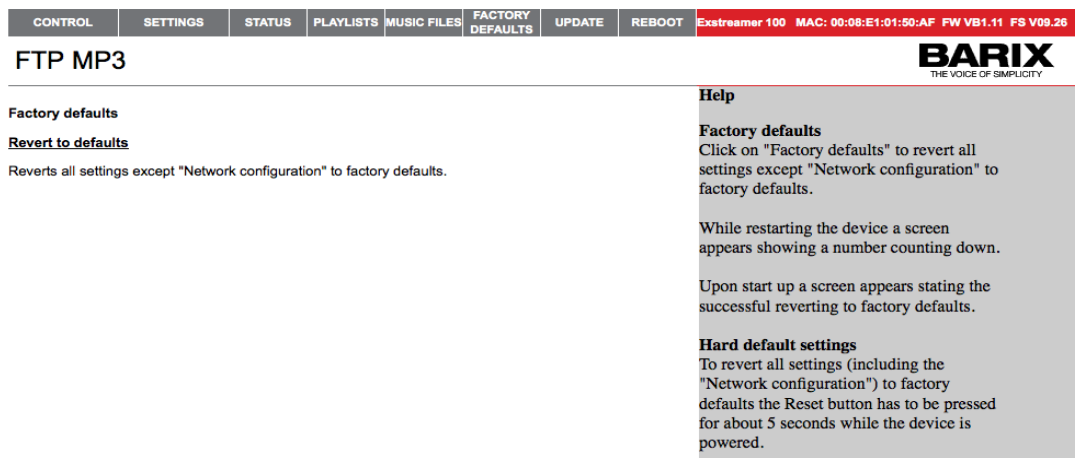 CONTROL SETTINGS STATUS PLAYLISTS MUSIC FILES FACTORY DEFAULTS UPDATE REBOOT Exstreamer 100 MAC: 00:08:E1:01:50:AF FW VB1.11 FS V09.26
FTP MP3
BARIX
THE VOICE OF SIMPLICITY
Factory defaults
Revert to defaults
Reverts all settings except "Network configuration" to factory defaults.
Help
Factory defaults
Click on "Factory defaults" to revert all
settings except "Network configuration" to
factory defaults.
While restarting the device a screen
appears showing a number counting down.
Upon start up a screen appears stating the
successful reverting to factory defaults.
Hard default settings
To revert all settings (including the
"Network configuration") to factory
defaults the Reset button has to be pressed
for about 5 seconds while the device is
powered.